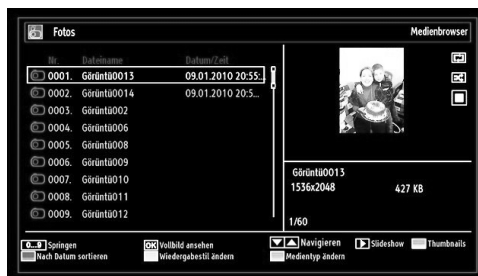 Fotos Medienbrowser
Nr. Dateiname Datum/Zeit
0001. Görüntü0013 09.01.2010 20:55:.
0002. Görüntü0014 09.01.2010 20:5...
0003. Görüntü002
0004. Görüntü006
0005. Görüntü008
0006. Görüntü009
0007. Görüntü010
0008. Görüntü011
0009. Görüntü012
Görüntü0013
1536x2048 427 KB
1/60
0...9 Springen OK Vollbild ansehen Navigieren Slideshow Thumbnails
Nach Datum sortieren Wiedergabestil ändern Medientyp ändern